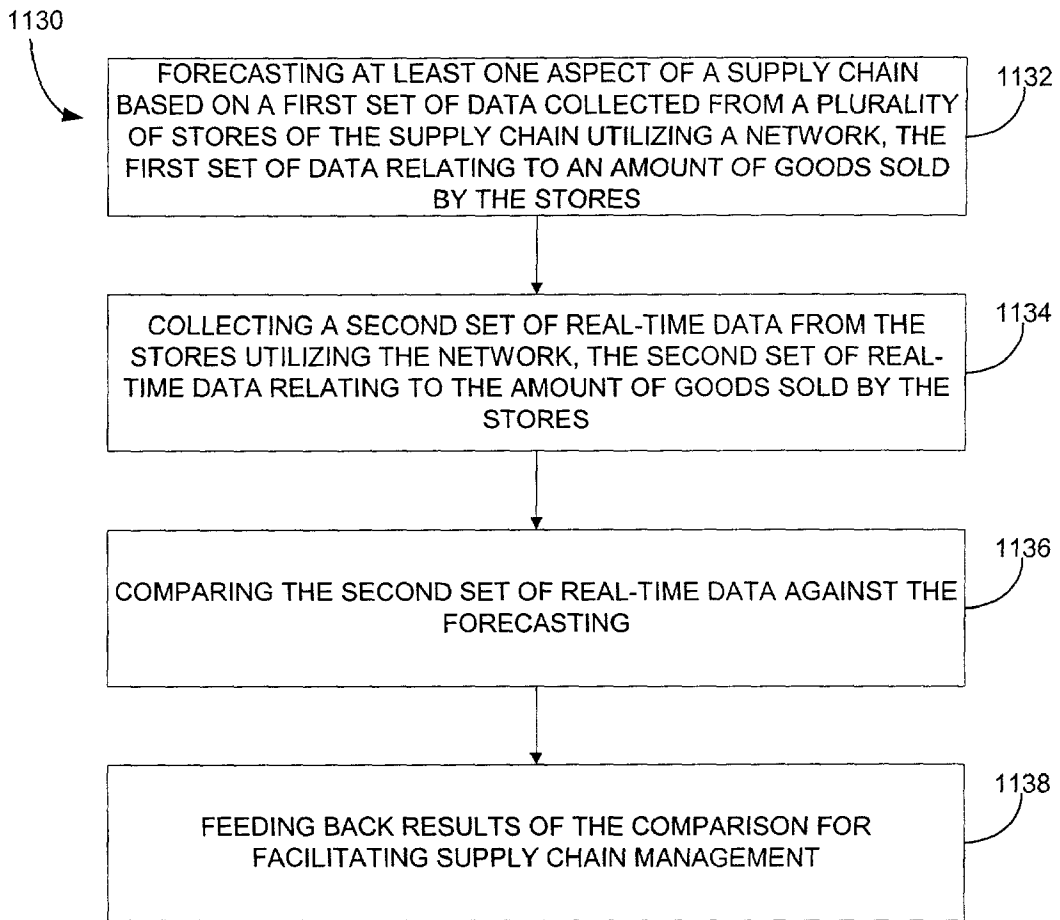 1130
FORECASTING AT LEAST ONE ASPECT OF A SUPPLY CHAIN
BASED ON A FIRST SET OF DATA COLLECTED FROM A PLURALITY
OF STORES OF THE SUPPLY CHAIN UTILIZING A NETWORK, THE
FIRST SET OF DATA RELATING TO AN AMOUNT OF GOODS SOLD
BY THE STORES
1132
COLLECTING A SECOND SET OF REAL-TIME DATA FROM THE
STORES UTILIZING THE NETWORK, THE SECOND SET OF REAL-
TIME DATA RELATING TO THE AMOUNT OF GOODS SOLD BY THE
STORES
1134
COMPARING THE SECOND SET OF REAL-TIME DATA AGAINST THE
FORECASTING
1136
FEEDING BACK RESULTS OF THE COMPARISON FOR
FACILITATING SUPPLY CHAIN MANAGEMENT
1138